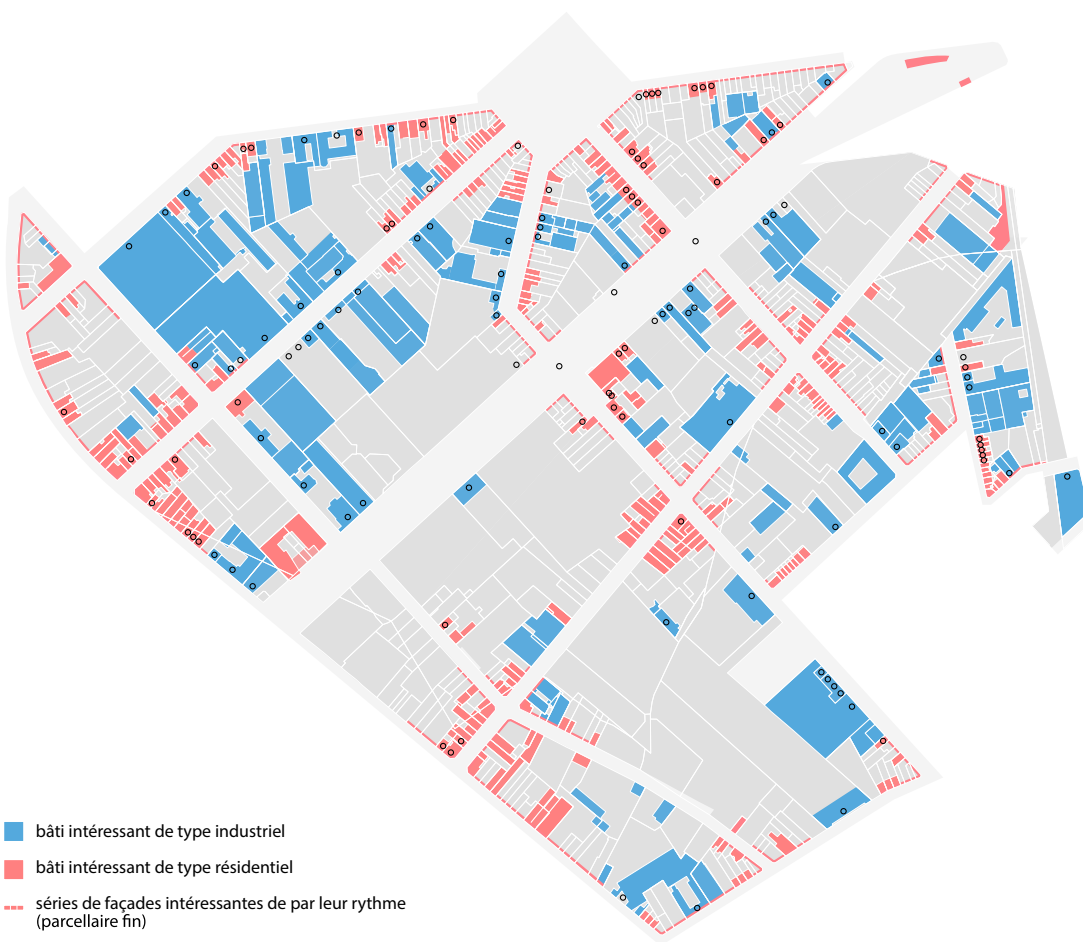 bâti intéressant de type industriel
bâti intéressant de type résidentiel
séries de façades intéressantes de par leur rythme
(parcellaire fin)